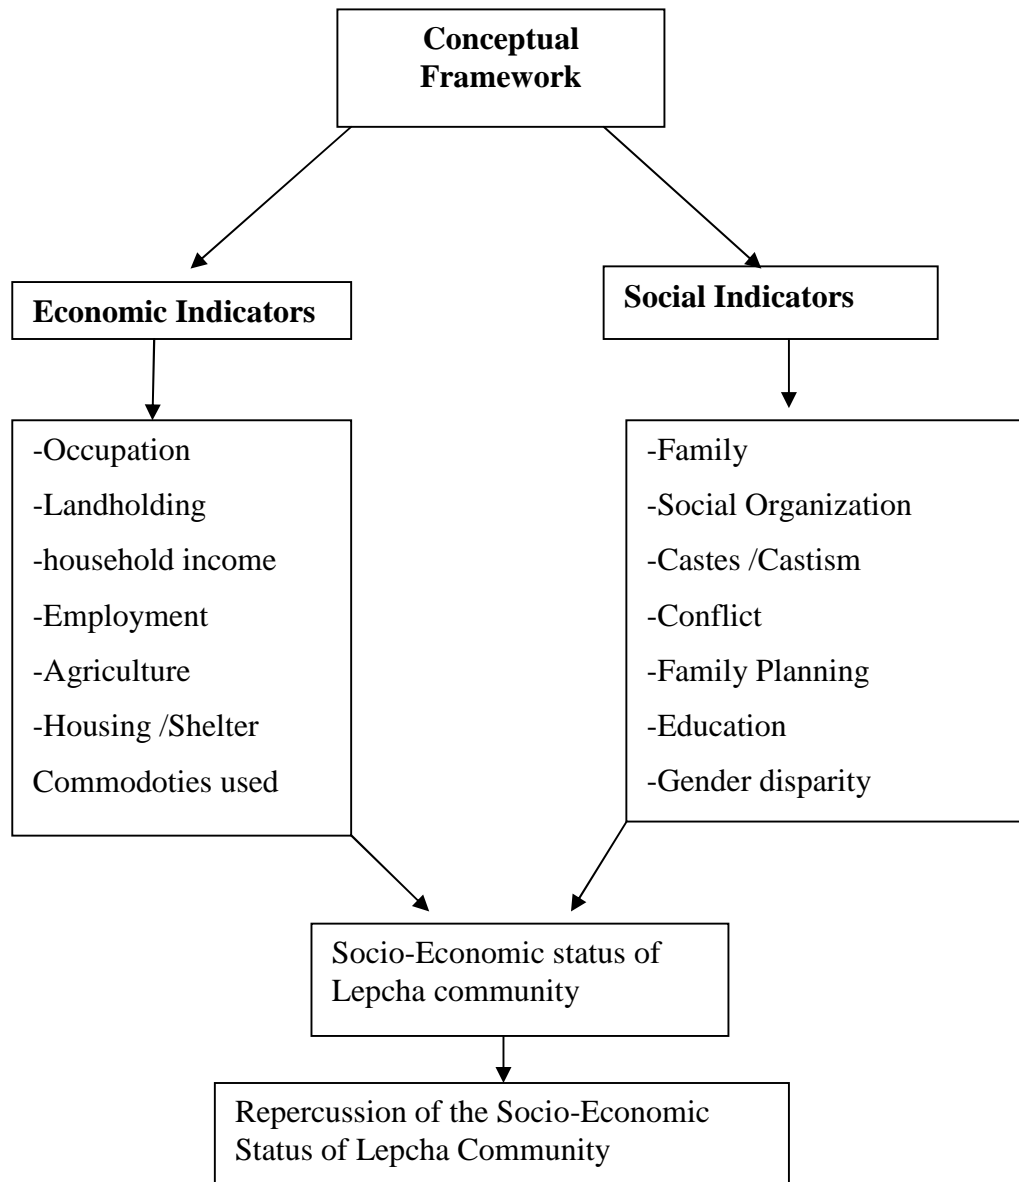 Conceptual
Framework
Economic Indicators
Social Indicators
-Occupation
-Landholding
-household income
-Employment
-Agriculture
-Housing /Shelter
Commodoties used
-Family
-Social Organization
-Castes /Castism
-Conflict
-Family Planning
-Education
-Gender disparity
Socio-Economic status of
Lepcha community
Repercussion of the Socio-Economic
Status of Lepcha Community